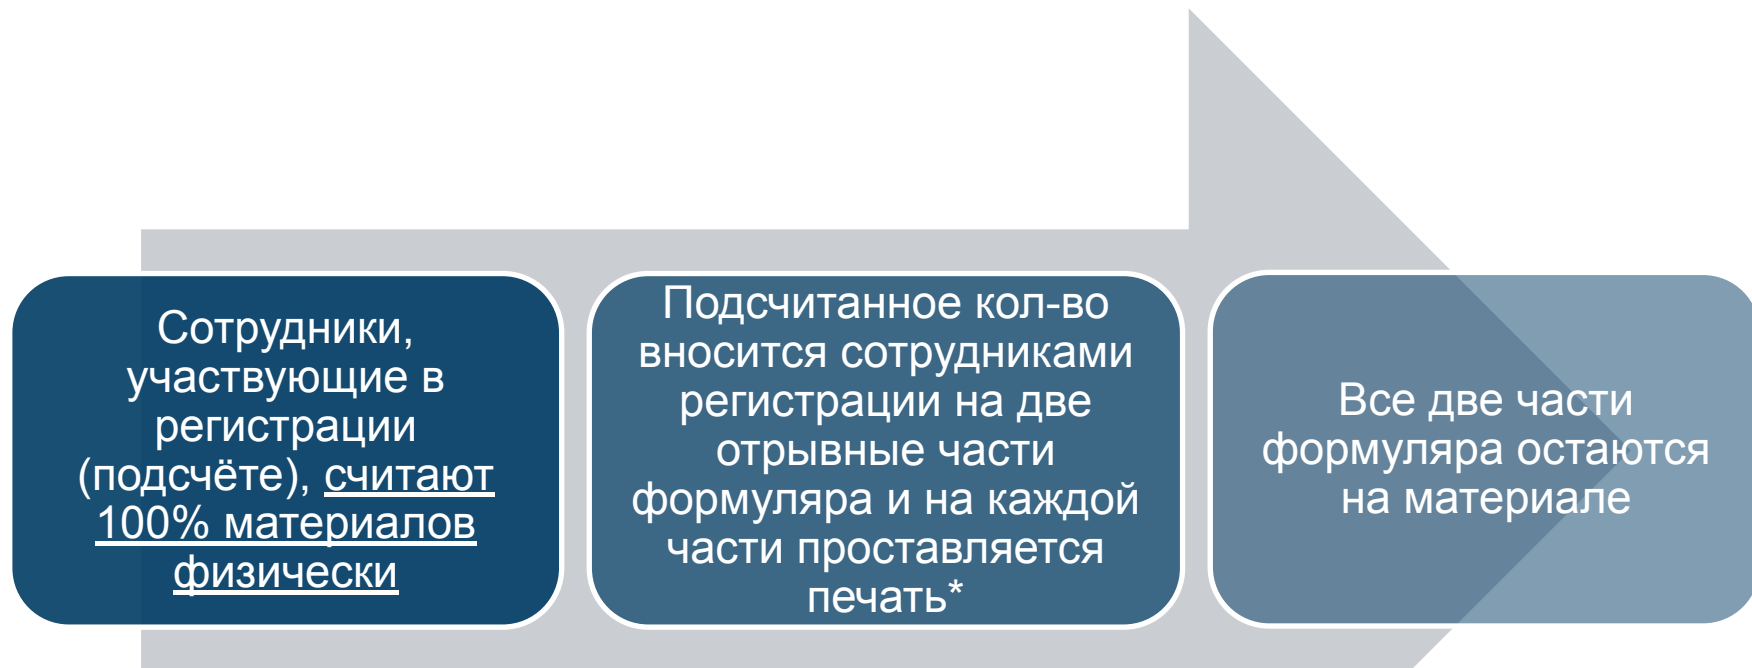 Сотрудники,
участвующие в
регистрации
(подсчёте), считают
100% материалов
физически
Подсчитанное кол-во
вносится сотрудниками
регистрации на две
отрывные части
формуляра и на каждой
части проставляется
печать*
Все две части
формуляра остаются
на материале